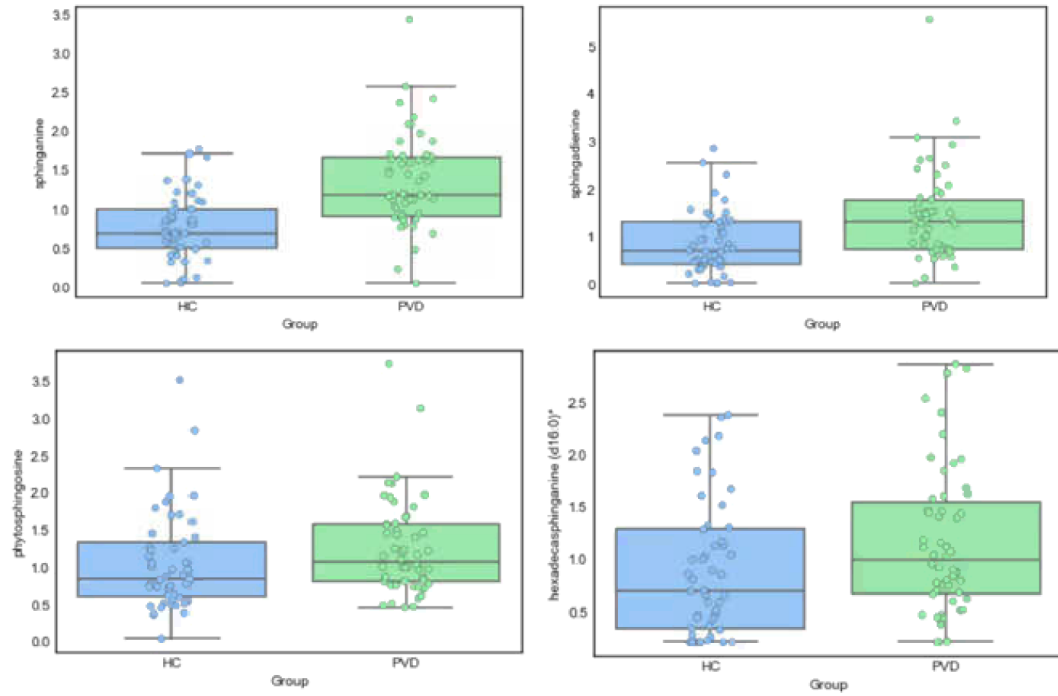 sphinganine
3.5
3.0
2.5
2.0
1.5
1.0
0.5
0.0
HC
PVD
Group
sphingadienine
5
4
3
2
1
0
HC
PVD
Group
phytosphingosine
3.5
3.0
2.5
2.0
1.5
1.0
0.5
0.0
HC
PVD
Group
hexadecasphinganine (d16:0)*
2.5
2.0
1.5
1.0
0.5
HC
PVD
Group